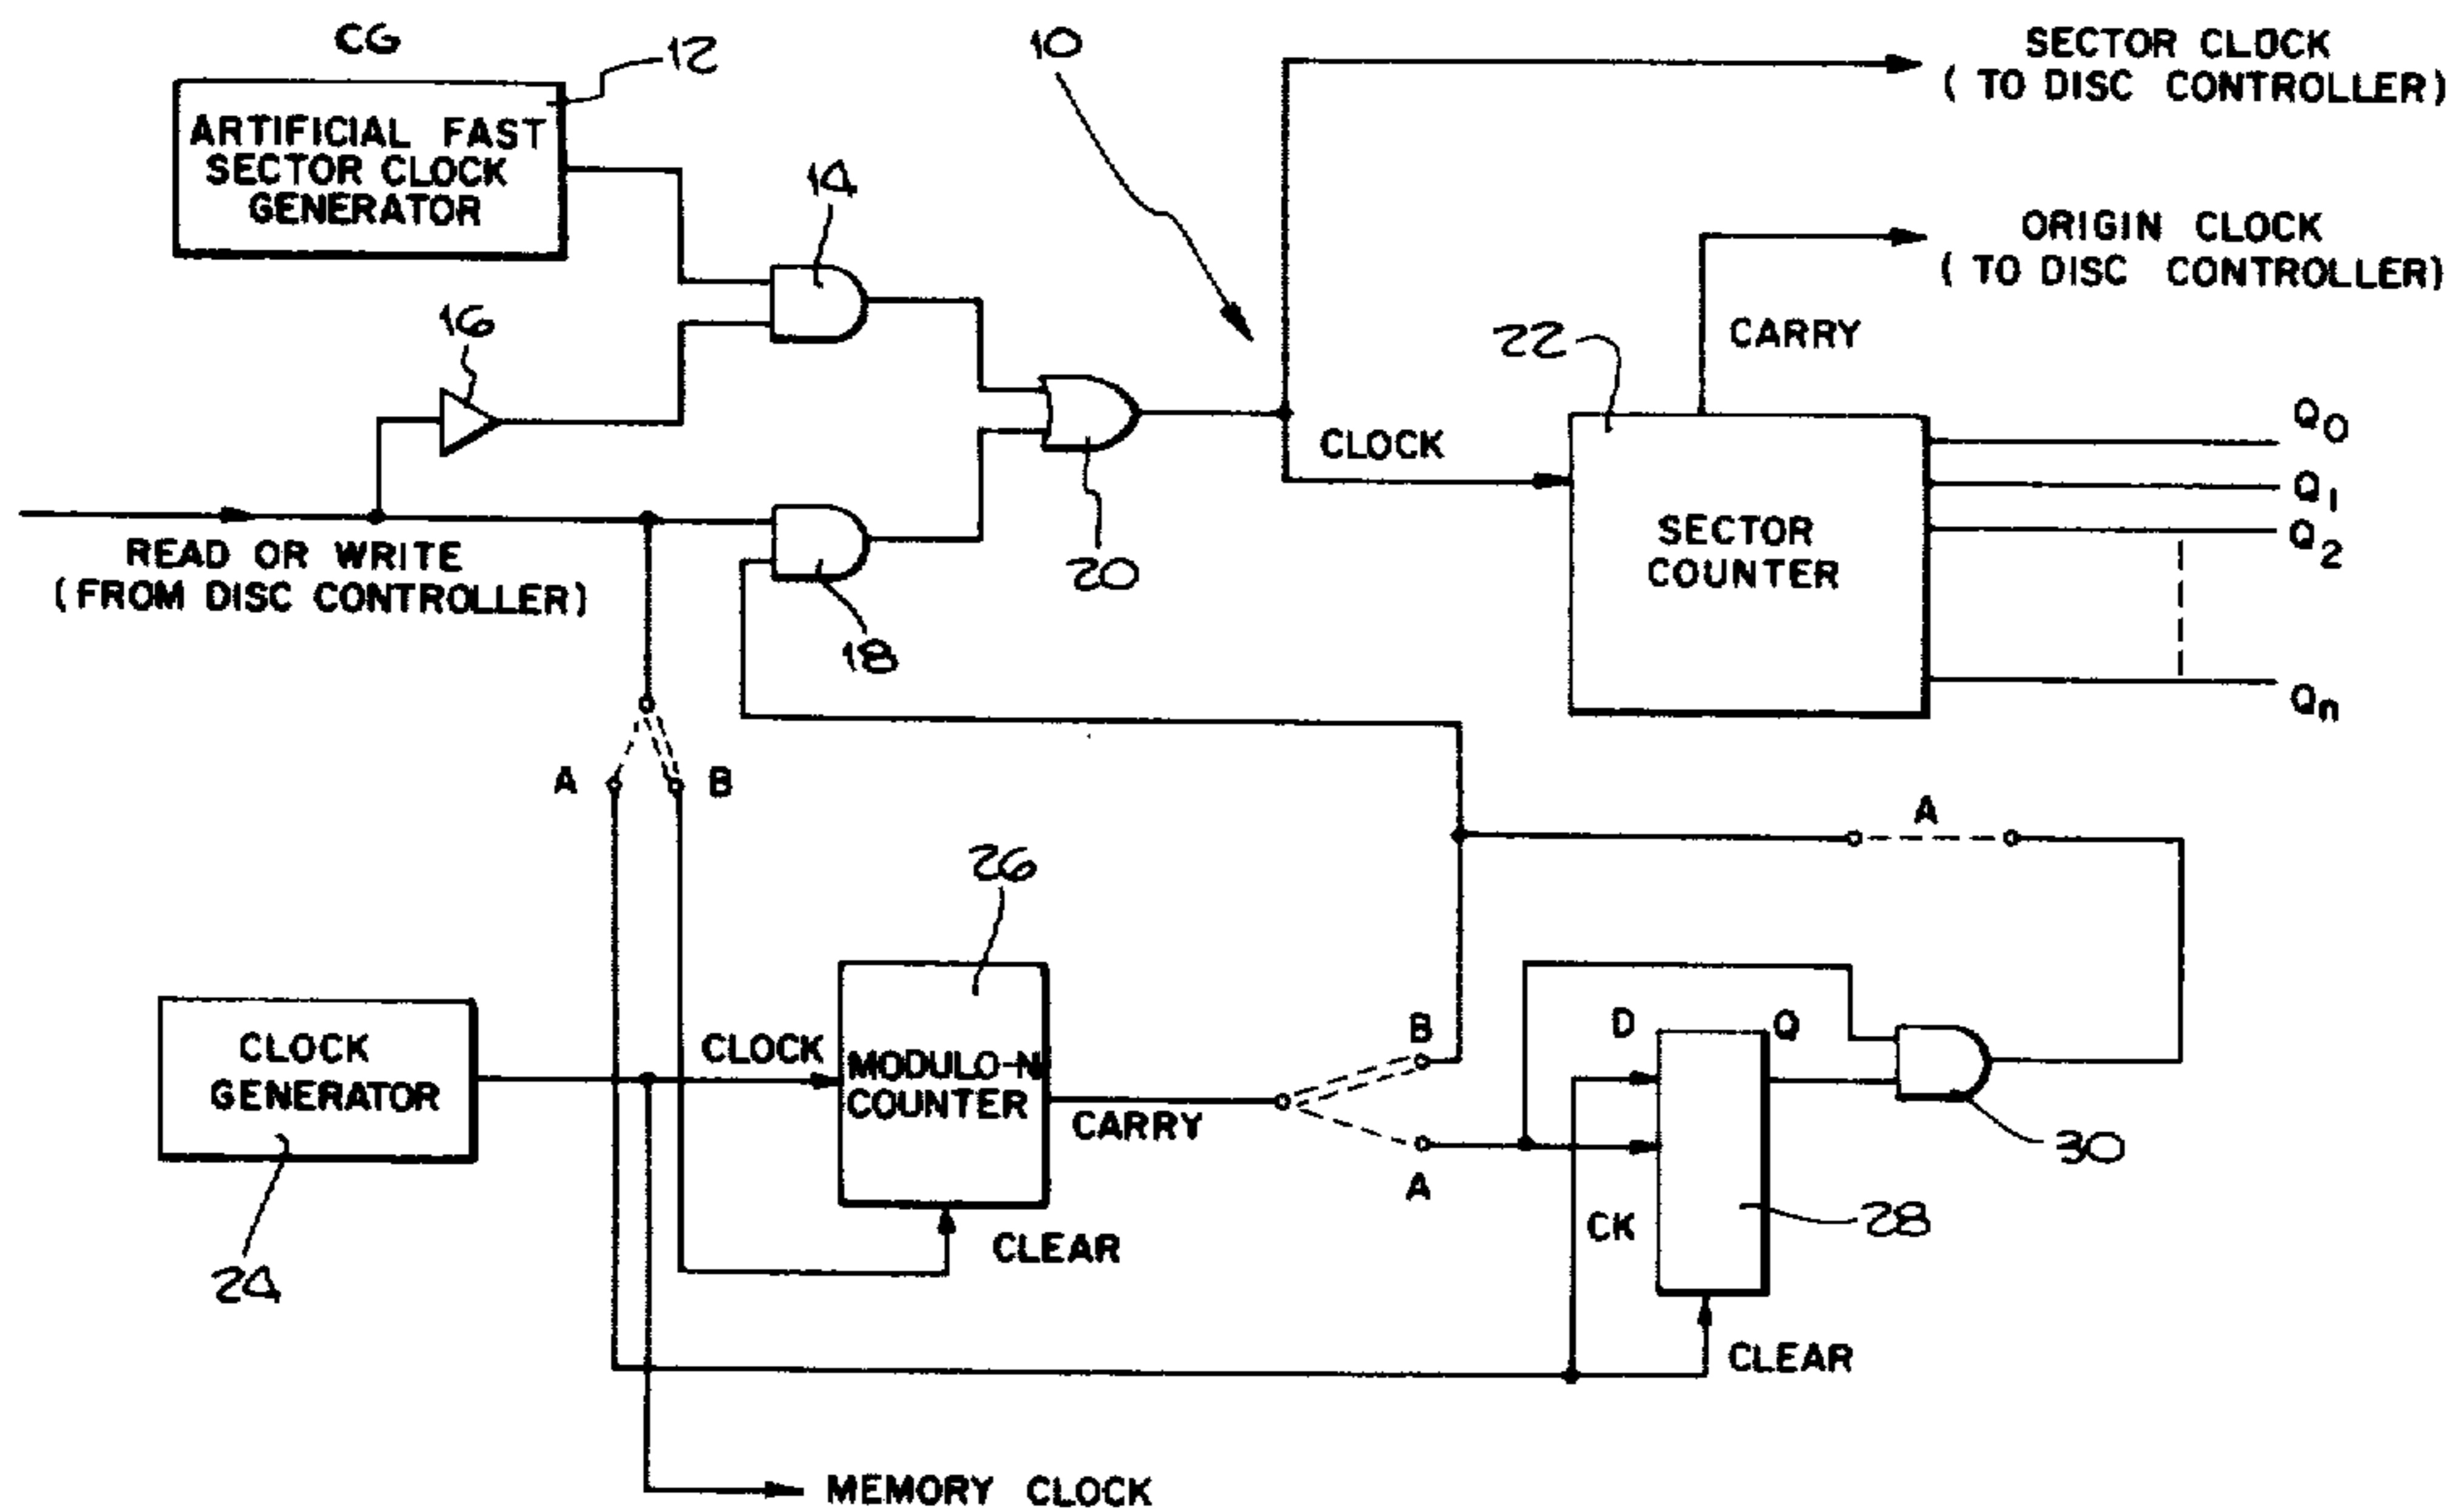 CG
12
ARTIFICIAL FAST
SECTOR CLOCK
GENERATOR
10
SECTOR CLOCK
( TO DISC CONTROLLER)
14
ORIGIN CLOCK
( TO DISC CONTROLLER)
16
22
CARRY
CLOCK
SECTOR
COUNTER
Q0
Q1
Q2
Qn
READ OR WRITE
(FROM DISC CONTROLLER)
20
18
A
B
A
26
CLOCK
GENERATOR
24
CLOCK
MODULO-N
COUNTER
CARRY
CLEAR
B
A
D
Q
CK
30
28
CLEAR
MEMORY CLOCK